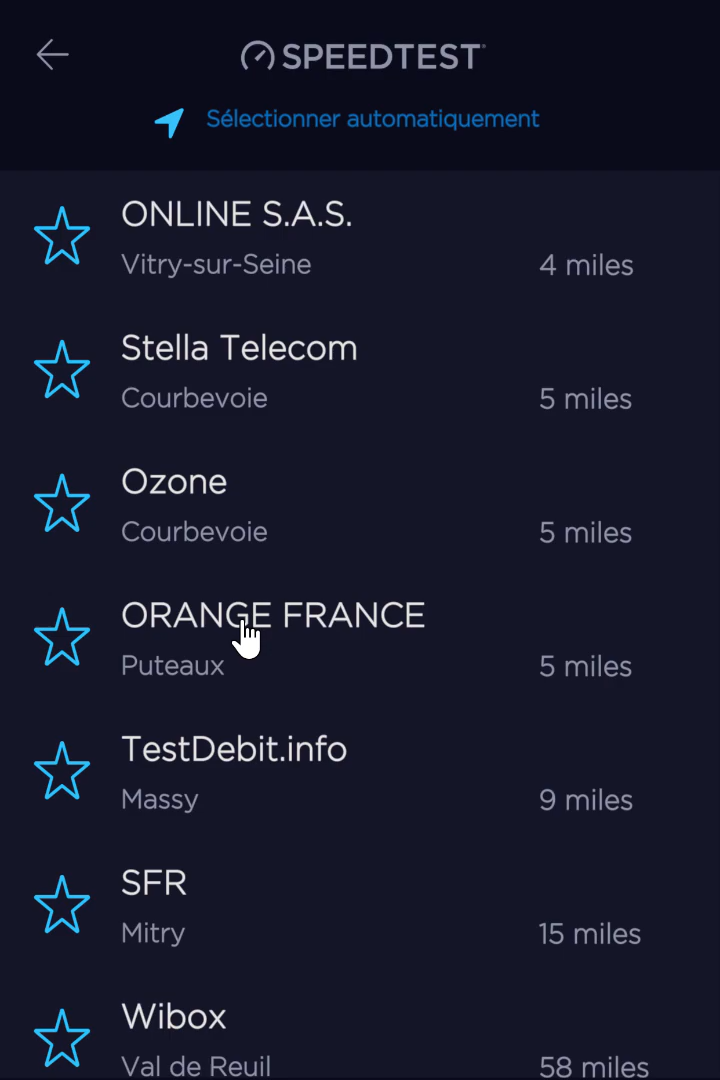 SPEEDTEST
Sélectionner automatiquement
ONLINE S.A.S.
Vitry-sur-Seine 4 miles
Stella Telecom
Courbevoie 5 miles
Ozone
Courbevoie 5 miles
ORANGE FRANCE
Puteaux 5 miles
TestDebit.info
Massy 9 miles
SFR
Mitry 15 miles
Wibox
Val de Reuil 58 miles